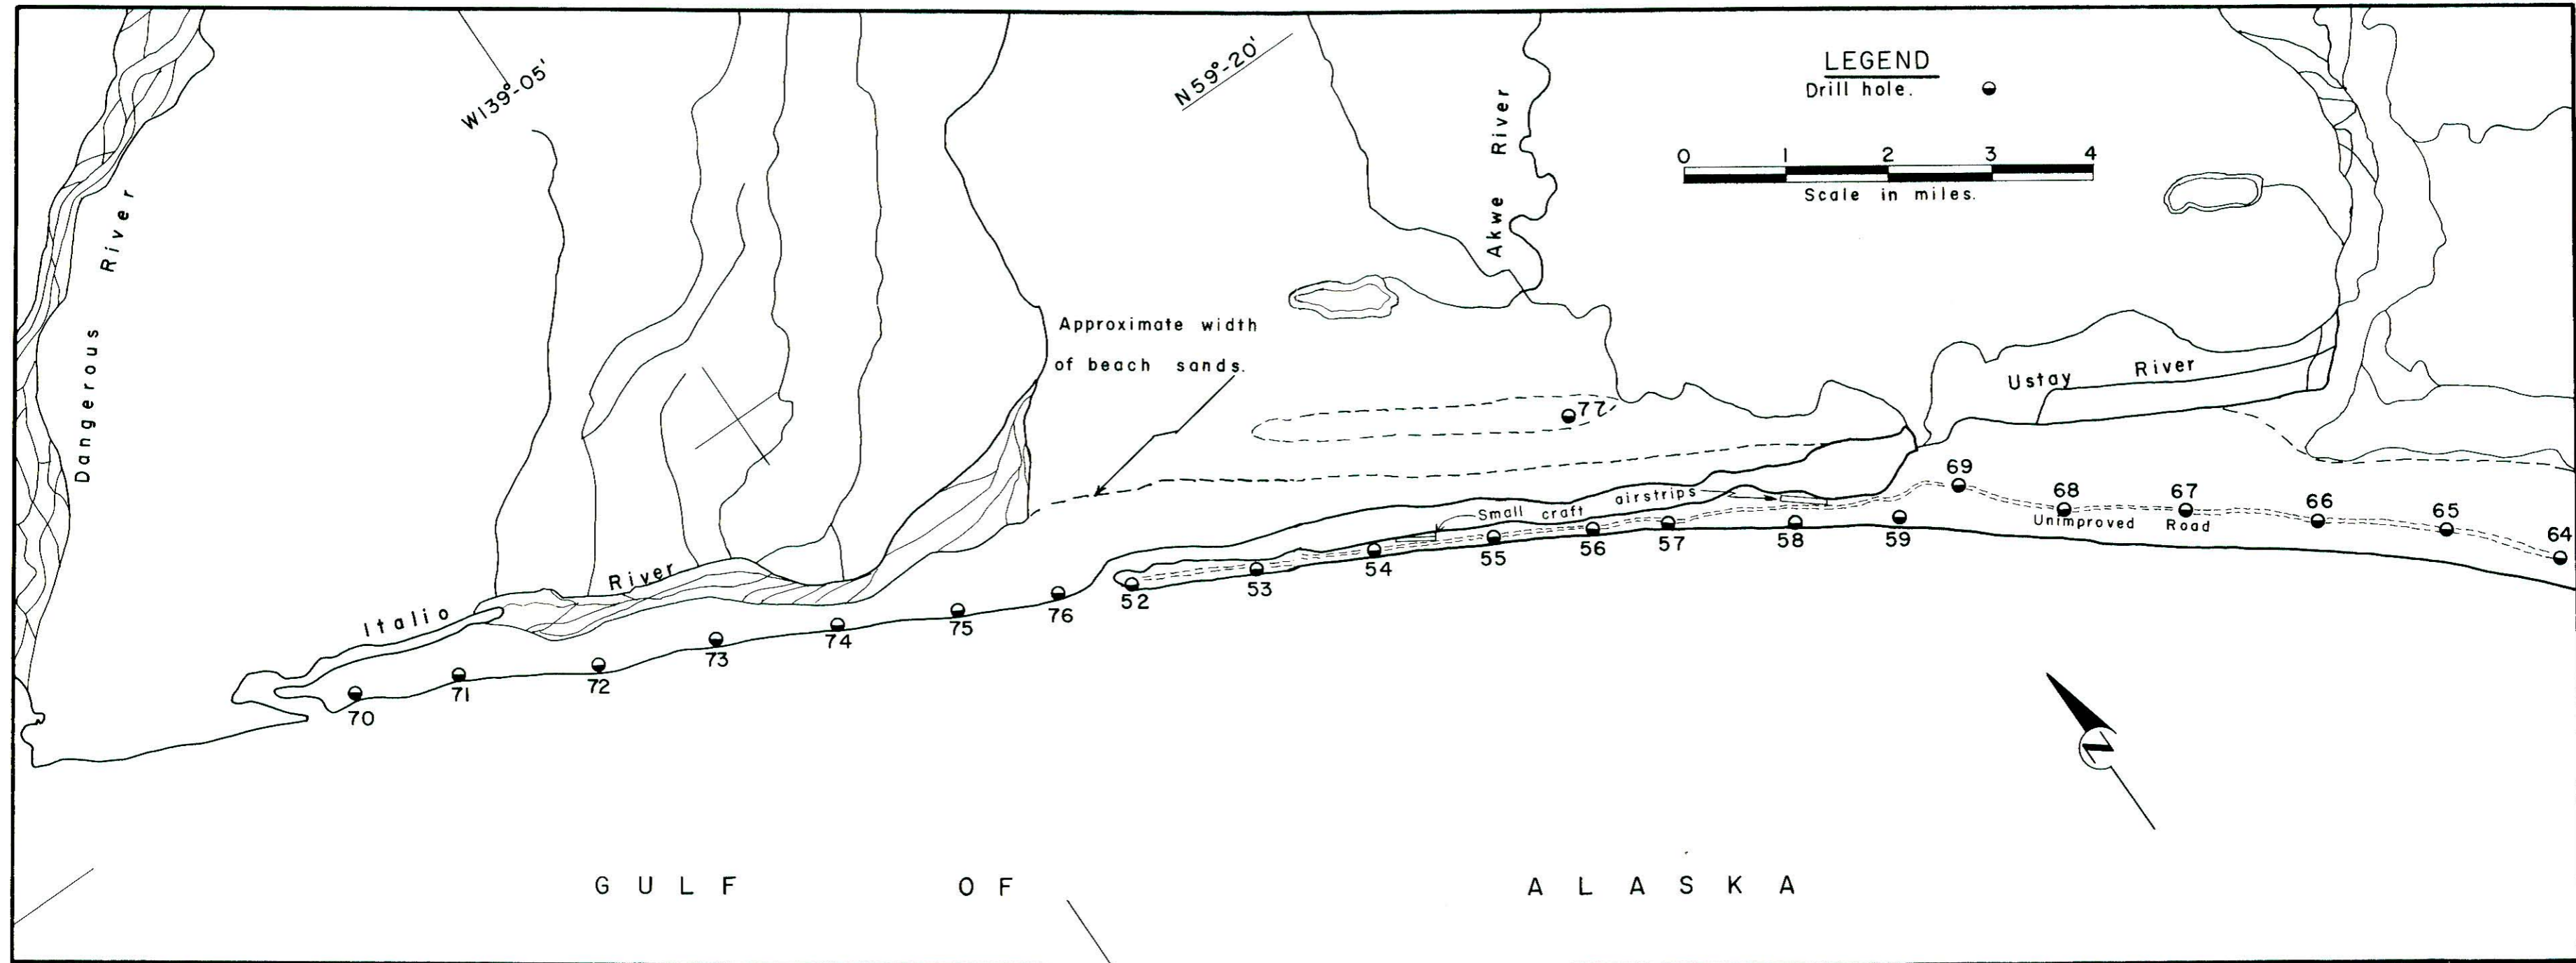 LEGEND
Drill hole.
0 1 2 3 4
Scale in miles.
W139°-05'
N59°-20'
Dangerous River
Akwe River
Approximate width
of beach sands.
Ustay River
77
Small craft airstrips
69
68
67
66
65
64
Unimproved Road
Italio River
70
71
72
73
74
75
76
52
53
54
55
56
57
58
59
N
GULF OF ALASKA